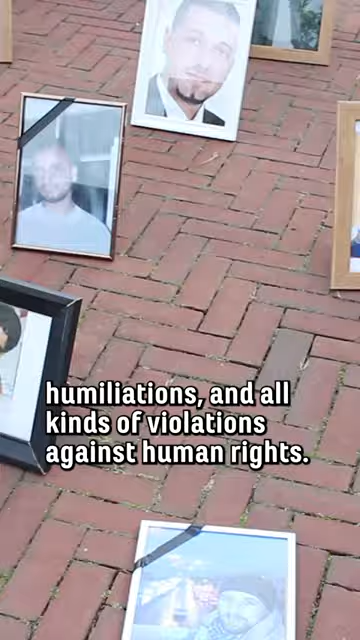 humiliations, and all
kinds of violations
against human rights.